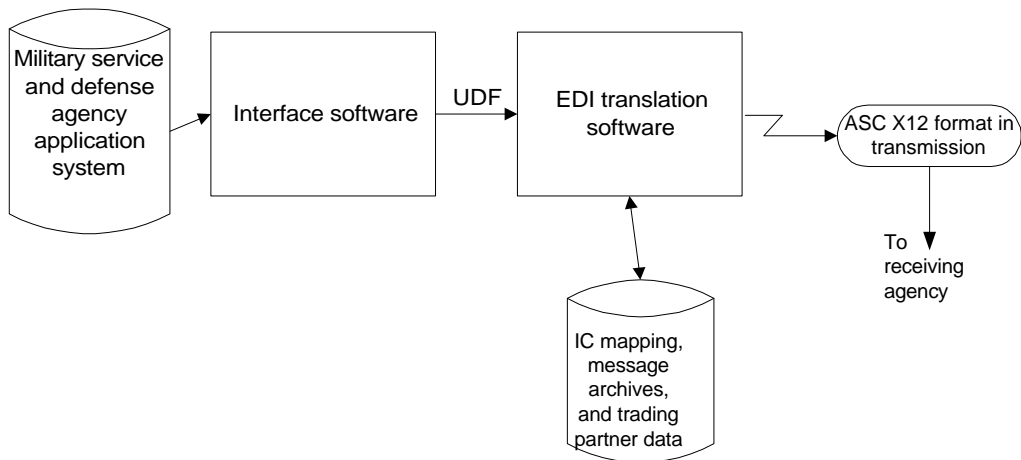 Military service
and defense
agency
application
system
Interface software
UDF
EDI translation
software
ASC X12 format in
transmission
To
receiving
agency
IC mapping,
message
archives,
and trading
partner data